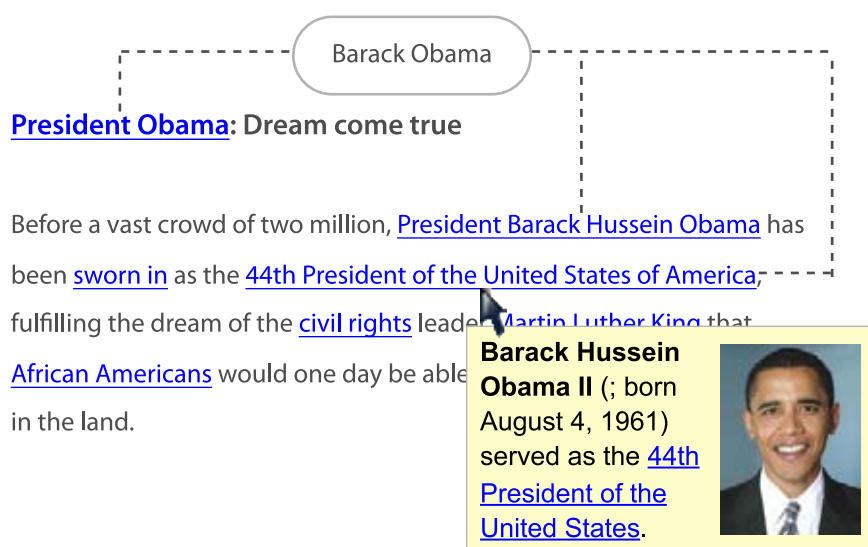 Barack Obama
President Obama: Dream come true
Before a vast crowd of two million, President Barack Hussein Obama has
been sworn in as the 44th President of the United States of America,
fulfilling the dream of the civil rights leader Martin Luther King that
African Americans would one day be able
in the land.
Barack Hussein
Obama II (; born
August 4, 1961)
served as the 44th
President of the
United States.